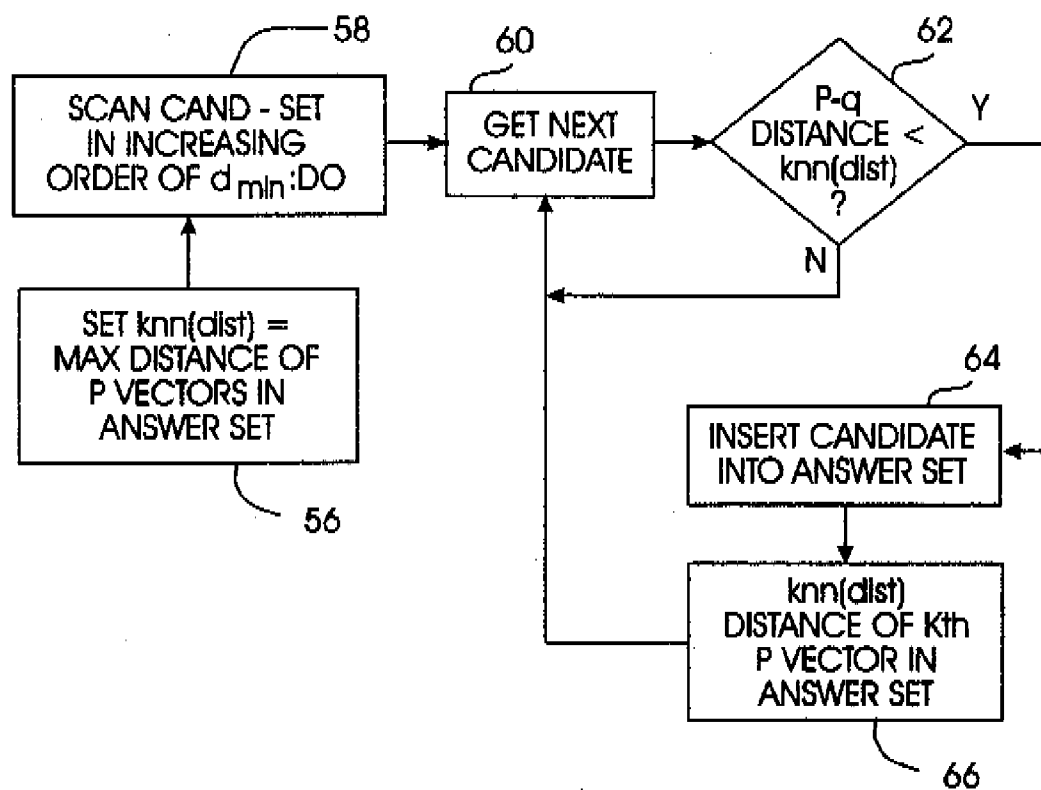 58
SCAN CAND - SET
IN INCREASING
ORDER OF d min :DO
60
GET NEXT
CANDIDATE
62
P-q
DISTANCE <
knn(dist)
?
Y
N
SET knn(dist) =
MAX DISTANCE OF
P VECTORS IN
ANSWER SET
56
64
INSERT CANDIDATE
INTO ANSWER SET
knn(dist)
DISTANCE OF Kth
P VECTOR IN
ANSWER SET
66